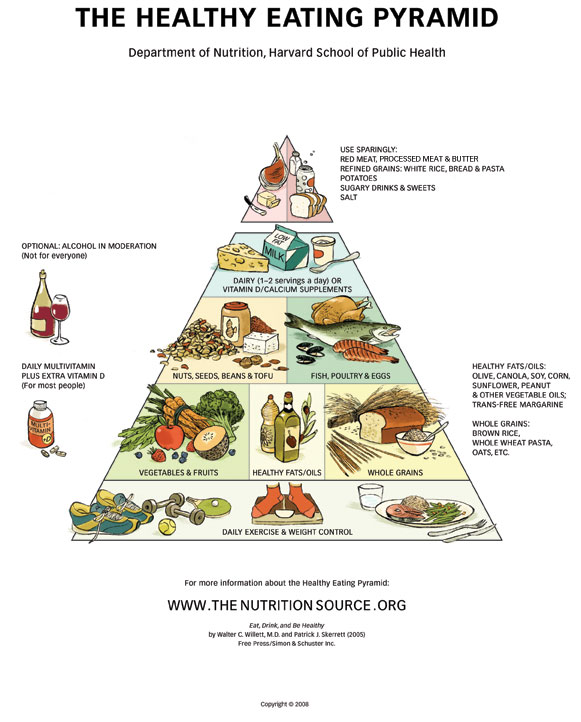 THE HEALTHY EATING PYRAMID
Department of Nutrition, Harvard School of Public Health
USE SPARINGLY:
RED MEAT, PROCESSED MEAT & BUTTER
REFINED GRAINS: WHITE RICE, BREAD & PASTA
POTATOES
SUGARY DRINKS & SWEETS
SALT
OPTIONAL: ALCOHOL IN MODERATION
(Not for everyone)
LOW
FAT
MILK
DAIRY (1–2 servings a day) OR
VITAMIN D/CALCIUM SUPPLEMENTS
NUTS, SEEDS, BEANS & TOFU
FISH, POULTRY & EGGS
DAILY MULTIVITAMIN
PLUS EXTRA VITAMIN D
(For most people)
MULTI-
VITAMIN
+D
HEALTHY FATS/OILS:
OLIVE, CANOLA, SOY, CORN,
SUNFLOWER, PEANUT
& OTHER VEGETABLE OILS;
TRANS-FREE MARGARINE
WHOLE GRAINS:
BROWN RICE,
WHOLE WHEAT PASTA,
OATS, ETC.
VEGETABLES & FRUITS
HEALTHY FATS/OILS
WHOLE GRAINS
DAILY EXERCISE & WEIGHT CONTROL
For more information about the Healthy Eating Pyramid:
WWW.THENUTRITIONSOURCE.ORG
Eat, Drink, and Be Healthy
by Walter C. Willett, M.D. and Patrick J. Skerrett (2005)
Free Press/Simon & Schuster Inc.
Copyright © 2008